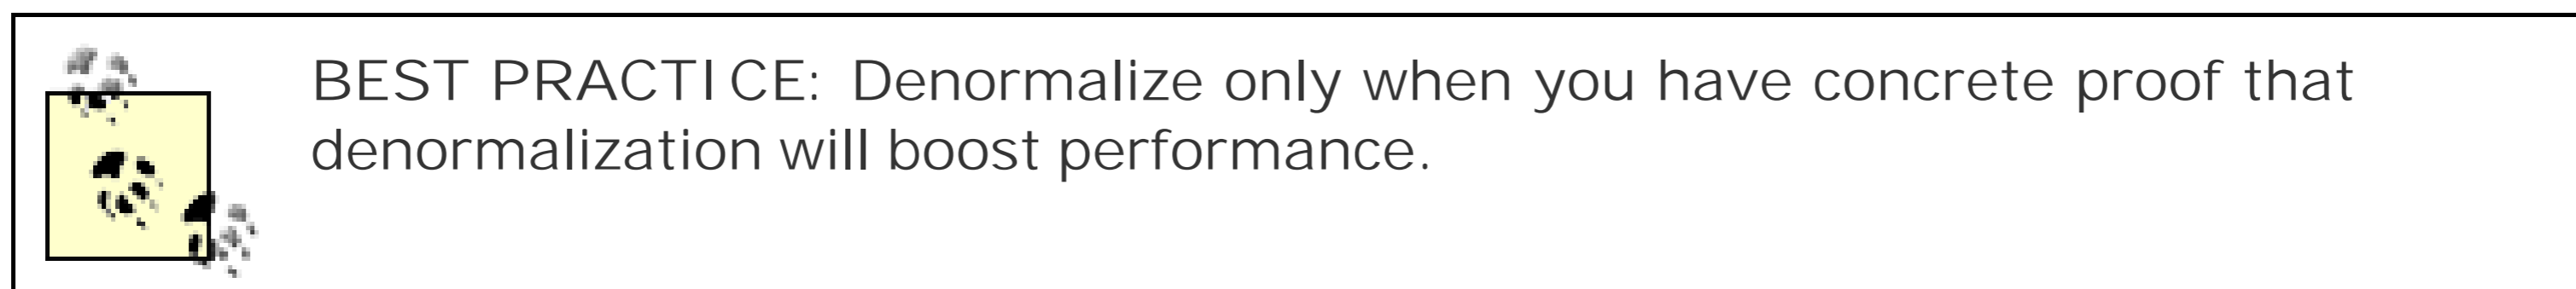 BEST PRACTICE: Denormalize only when you have concrete proof that
denormalization will boost performance.